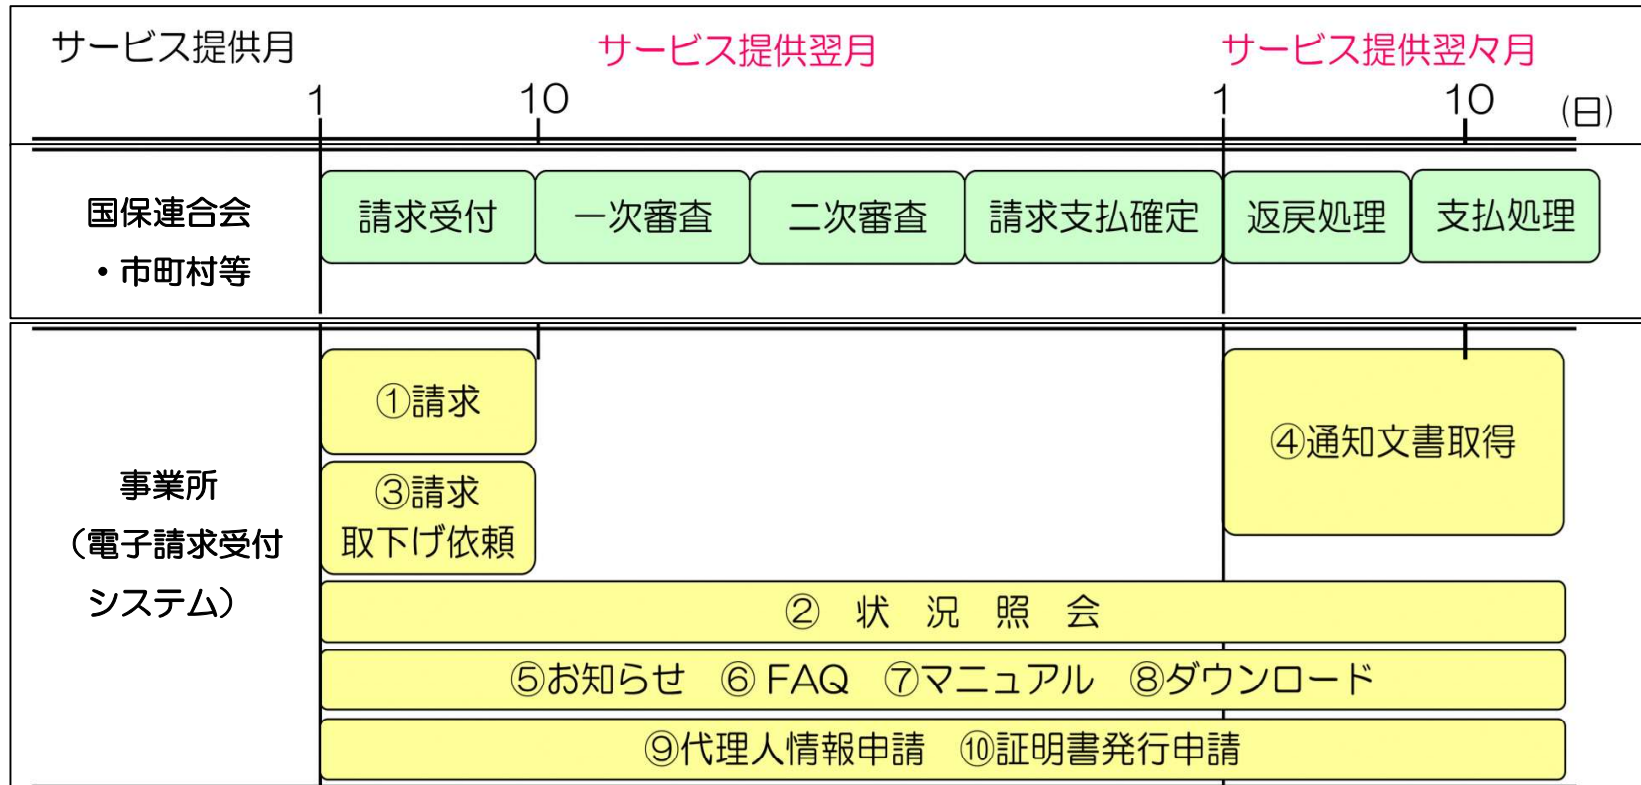 サービス提供月 サービス提供翌月 サービス提供翌々月
1 10 1 10 (日)
国保連合会
・市町村等
請求受付 一次審査 二次審査 請求支払確定 返戻処理 支払処理
事業所
（電子請求受付
システム）
①請求
③請求
取下げ依頼
④通知文書取得
② 状 況 照 会
⑤お知らせ ⑥FAQ ⑦マニュアル ⑧ダウンロード
⑨代理人情報申請 ⑩証明書発行申請